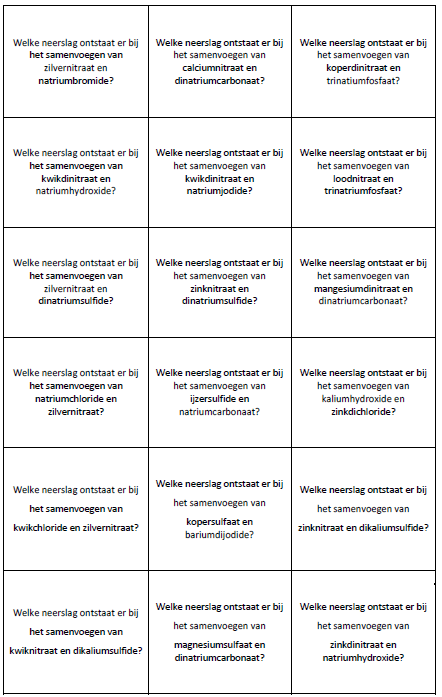 Welke neerslag ontstaat er bij
het samenvoegen van
zilvernitraat en
natriumbromide?
Welke neerslag ontstaat er bij
het samenvoegen van
calciumnitraat en
dinatriumcarbonaat?
Welke neerslag ontstaat er bij
het samenvoegen van
koperdinitraat en
trinatiumfosfaat?
Welke neerslag ontstaat er bij
het samenvoegen van
kwikdinitraat en
natriumhydroxide?
Welke neerslag ontstaat er bij
het samenvoegen van
kwikdinitraat en
natriumjodide?
Welke neerslag ontstaat er bij
het samenvoegen van
loodnitraat en
trinatriumfosfaat?
Welke neerslag ontstaat er bij
het samenvoegen van
zilvernitraat en
dinatriumsulfide?
Welke neerslag ontstaat er bij
het samenvoegen van
zinknitraat en
dinatriumsulfide?
Welke neerslag ontstaat er bij
het samenvoegen van
mangesiumdinitraat en
dinatriumcarbonaat?
Welke neerslag ontstaat er bij
het samenvoegen van
natriumchloride en
zilvernitraat?
Welke neerslag ontstaat er bij
het samenvoegen van
ijzersulfide en
natriumcarbonaat?
Welke neerslag ontstaat er bij
het samenvoegen van
kaliumhydroxide en
zinkdichloride?
Welke neerslag ontstaat er bij
het samenvoegen van
kwikchloride en zilvernitraat?
Welke neerslag ontstaat er bij
het samenvoegen van
kopersulfaat en
bariumdijodide?
Welke neerslag ontstaat er bij
het samenvoegen van
zinknitraat en dikaliumsulfide?
Welke neerslag ontstaat er bij
het samenvoegen van
kwiknitraat en dikaliumsulfide?
Welke neerslag ontstaat er bij
het samenvoegen van
magnesiumsulfaat en
dinatriumcarbonaat?
Welke neerslag ontstaat er bij
het samenvoegen van
zinkdinitraat en
natriumhydroxide?